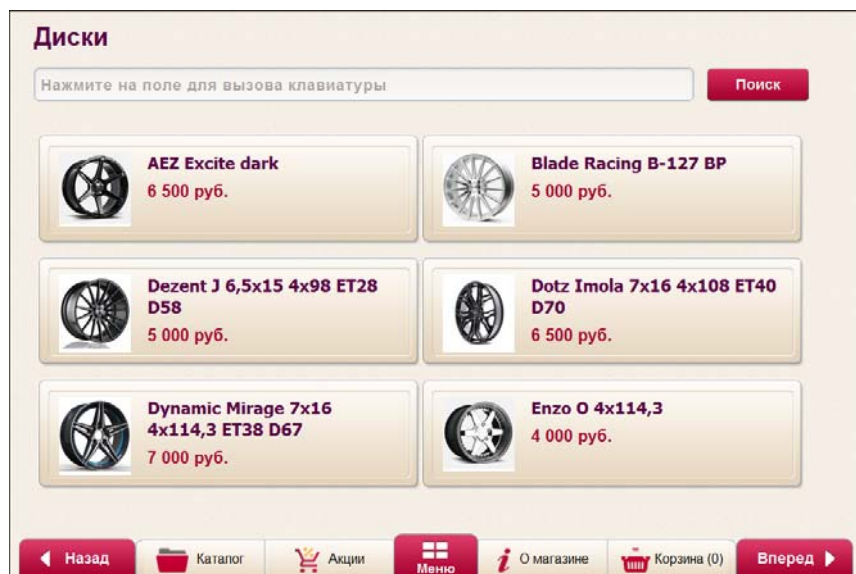 Диски
Нажмите на поле для вызова клавиатуры
Поиск
AEZ Excite dark
6 500 руб.
Blade Racing B-127 BP
5 000 руб.
Dezent J 6,5x15 4x98 ET28
D58
5 000 руб.
Dotz Imola 7x16 4x108 ET40
D70
6 500 руб.
Dynamic Mirage 7x16
4x114,3 ET38 D67
7 000 руб.
Enzo O 4x114,3
4 000 руб.
Назад
Каталог
Акции
Меню
О магазине
Корзина (0)
Вперед